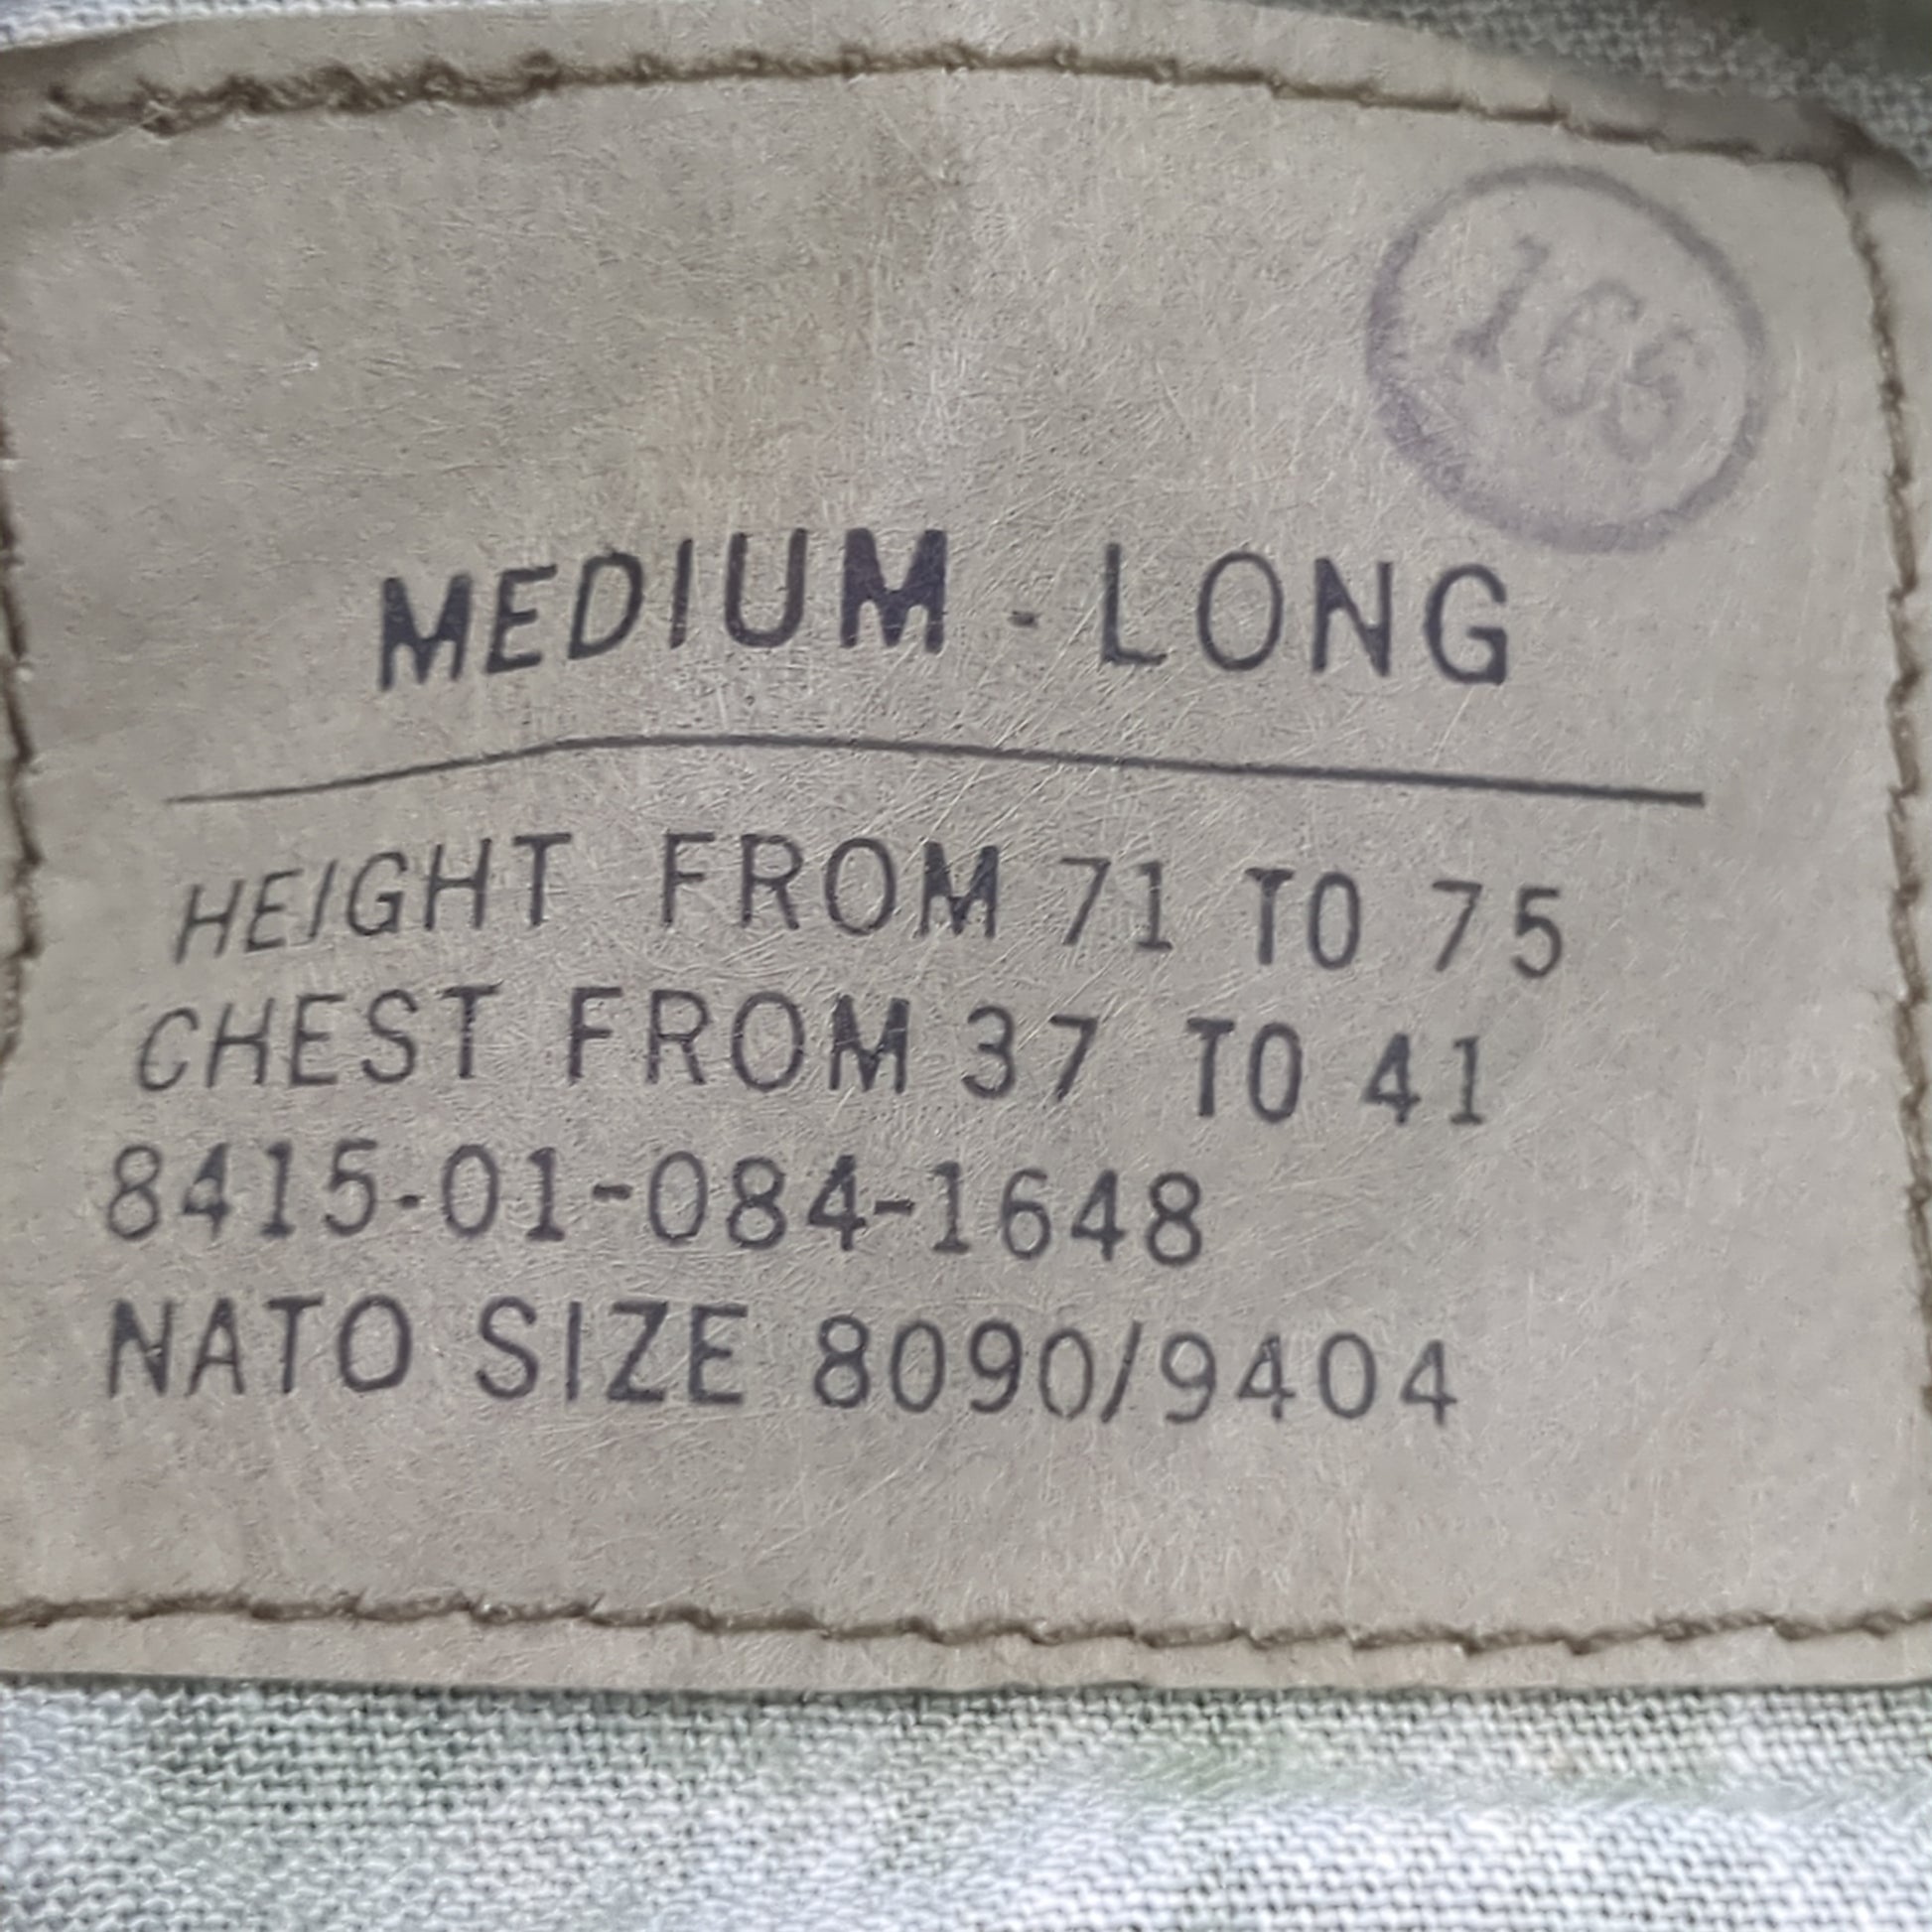 165
MEDIUM - LONG
HEIGHT FROM 71 TO 75
CHEST FROM 37 TO 41
8415-01-084-1648
NATO SIZE 8090/9404